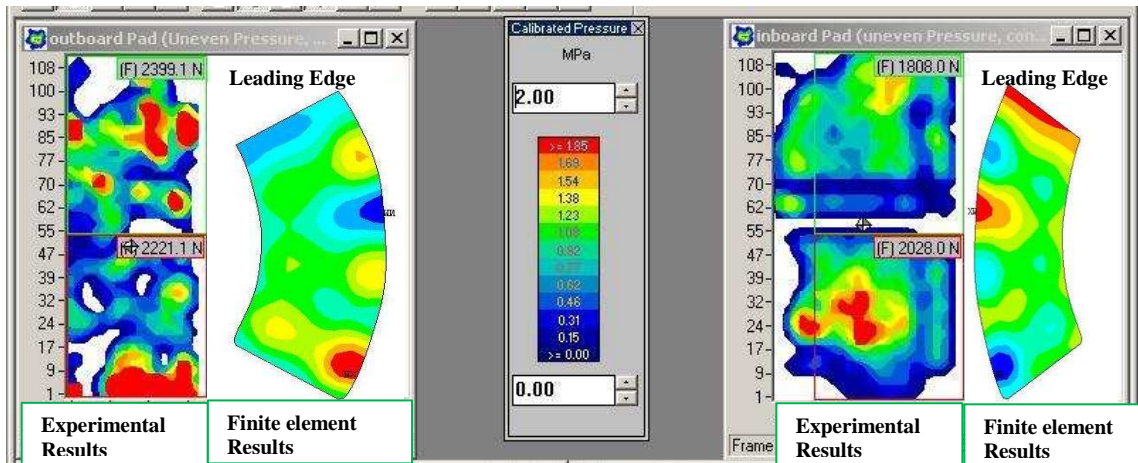 outboard Pad (Uneven Pressure, ...
108
100
93
85
77
70
62
55
47
39
32
24
17
9
1
(F) 2399.1 N
2221.1 N
Leading Edge
Experimental
Results
Finite element
Results
Calibrated Pressure
MPa
2.00
>= 1.85
1.69
1.54
1.38
1.23
1.08
0.92
0.77
0.62
0.46
0.31
0.15
>= 0.00
0.00
inboard Pad (uneven Pressure, con...
108
100
93
85
77
70
62
55
47
39
32
24
17
9
1
(F) 1808.0 N
(F) 2028.0 N
Leading Edge
Frame
Experimental
Results
Finite element
Results